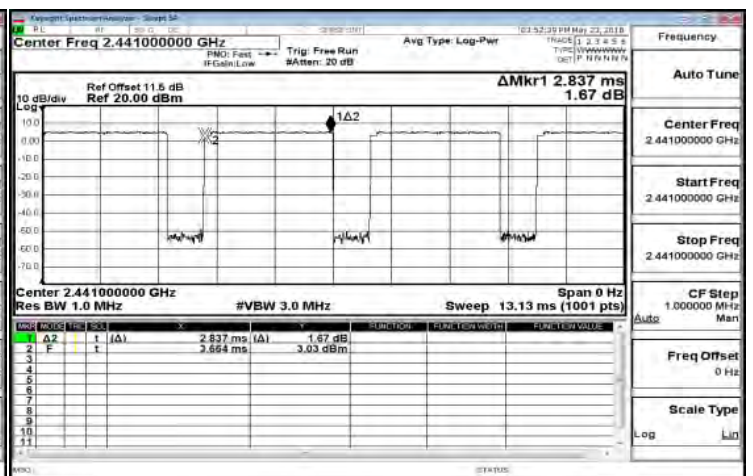 Keysight Spectrum Analyzer - Swept SA
03:52:39 PM May 23, 2018
Center Freq 2.441000000 GHz
PNO: Fast
IFGain:Low
Trig: Free Run
#Atten: 20 dB
Avg Type: Log-Pwr
TRACE 1 2 3 4 5 6
TYPE WWWWWW
DET P N N N N N
Ref Offset 11.5 dB
Ref 20.00 dBm
10 dB/div
Log
ΔMkr1 2.837 ms
1.67 dB
10.0
0.00
-10.0
-20.0
-30.0
-40.0
-50.0
-60.0
-70.0
1Δ2
2
Center 2.441000000 GHz
Res BW 1.0 MHz
#VBW 3.0 MHz
Span 0 Hz
Sweep 13.13 ms (1001 pts)
MKR MODE TRC SCL X Y FUNCTION FUNCTION WIDTH FUNCTION VALUE
1 Δ2 t (Δ) 2.837 ms (Δ) 1.67 dB
2 F t 3.664 ms 3.03 dBm
3
4
5
6
7
8
9
10
11
MSG
STATUS
Frequency
Auto Tune
Center Freq
2.441000000 GHz
Start Freq
2.441000000 GHz
Stop Freq
2.441000000 GHz
CF Step
1.000000 MHz
Auto Man
Freq Offset
0 Hz
Scale Type
Log Lin